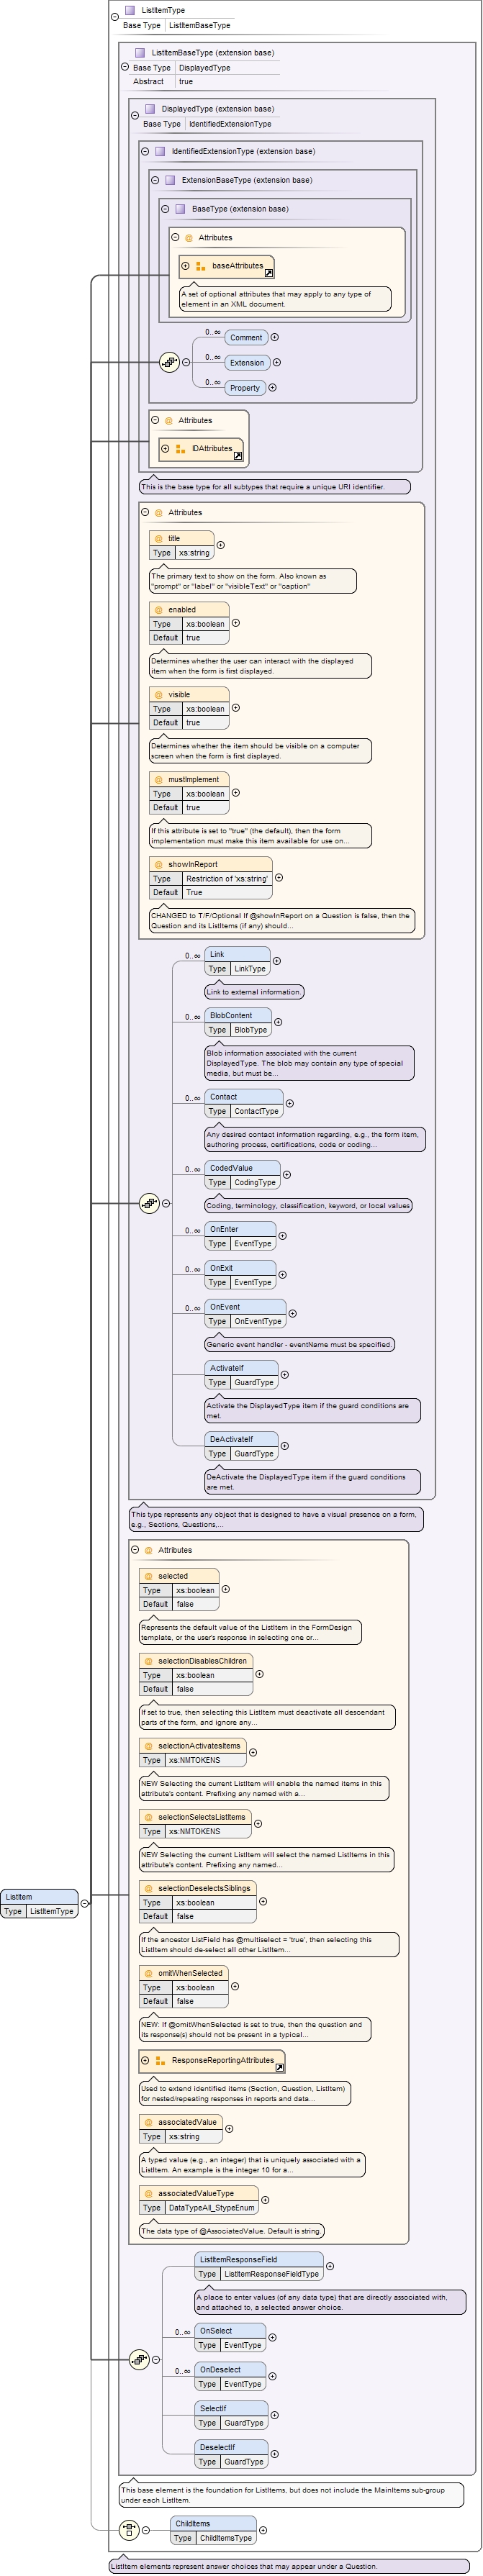 ListItemType
Base Type ListItemBaseType
ListItemBaseType (extension base)
Base Type DisplayedType
Abstract true
DisplayedType (extension base)
Base Type IdentifiedExtensionType
IdentifiedExtensionType (extension base)
ExtensionBaseType (extension base)
BaseType (extension base)
@ Attributes
baseAttributes
A set of optional attributes that may apply to any type of
element in an XML document.
0..∞ Comment
0..∞ Extension
0..∞ Property
@ Attributes
IDAttributes
This is the base type for all subtypes that require a unique URI identifier.
@ Attributes
@ title
Type xs:string
The primary text to show on the form. Also known as
"prompt" or "label" or "visibleText" or "caption"
@ enabled
Type xs:boolean
Default true
Determines whether the user can interact with the displayed
item when the form is first displayed.
@ visible
Type xs:boolean
Default true
Determines whether the item should be visible on a computer
screen when the form is first displayed.
@ mustImplement
Type xs:boolean
Default true
If this attribute is set to "true" (the default), then the form
implementation must make this item available for use on...
@ showInReport
Type Restriction of 'xs:string'
Default True
CHANGED to T/F/Optional If @showInReport on a Question is false, then the
Question and its ListItems (if any) should...
0..∞ Link
Type LinkType
Link to external information.
0..∞ BlobContent
Type BlobType
Blob information associated with the current
DisplayedType. The blob may contain any type of special
media, but must be...
0..∞ Contact
Type ContactType
Any desired contact information regarding, e.g., the form item,
authoring process, certifications, code or coding...
0..∞ CodedValue
Type CodingType
Coding, terminology, classification, keyword, or local values
0..∞ OnEnter
Type EventType
0..∞ OnExit
Type EventType
0..∞ OnEvent
Type OnEventType
Generic event handler - eventName must be specified.
ActivateIf
Type GuardType
Activate the DisplayedType item if the guard conditions are
met.
DeActivateIf
Type GuardType
DeActivate the DisplayedType item if the guard conditions
are met.
This type represents any object that is designed to have a visual presence on a form,
e.g., Sections, Questions,...
@ Attributes
@ selected
Type xs:boolean
Default false
Represents the default value of the ListItem in the FormDesign
template, or the user's response in selecting one or...
@ selectionDisablesChildren
Type xs:boolean
Default false
If set to true, then selecting this ListItem must deactivate all descendant
parts of the form, and ignore any...
@ selectionActivatesItems
Type xs:NMTOKENS
NEW Selecting the current ListItem will enable the named items in this
attribute's content. Prefixing any named with a...
@ selectionSelectsListItems
Type xs:NMTOKENS
NEW Selecting the current ListItem will select the named ListItems in this
attribute's content. Prefixing any named...
@ selectionDeselectsSiblings
Type xs:boolean
Default false
ListItem
Type ListItemType
If the ancestor ListField has @multiselect = 'true', then selecting this
ListItem should de-select all other ListItem...
@ omitWhenSelected
Type xs:boolean
Default false
NEW: If @omitWhenSelected is set to true, then the question and
its response(s) should not be present in a typical...
ResponseReportingAttributes
Used to extend identified items (Section, Question, ListItem)
for nested/repeating responses in reports and data...
@ associatedValue
Type xs:string
A typed value (e.g., an integer) that is uniquely associated with a
ListItem. An example is the integer 10 for a...
@ associatedValueType
Type DataTypeAll_StypeEnum
The data type of @AssociatedValue. Default is string.
ListItemResponseField
Type ListItemResponseFieldType
A place to enter values (of any data type) that are directly associated with,
and attached to, a selected answer choice.
0..∞ OnSelect
Type EventType
0..∞ OnDeselect
Type EventType
SelectIf
Type GuardType
DeselectIf
Type GuardType
This base element is the foundation for ListItems, but does not include the MainItems sub-group
under each ListItem.
ChildItems
Type ChildItemsType
ListItem elements represent answer choices that may appear under a Question.